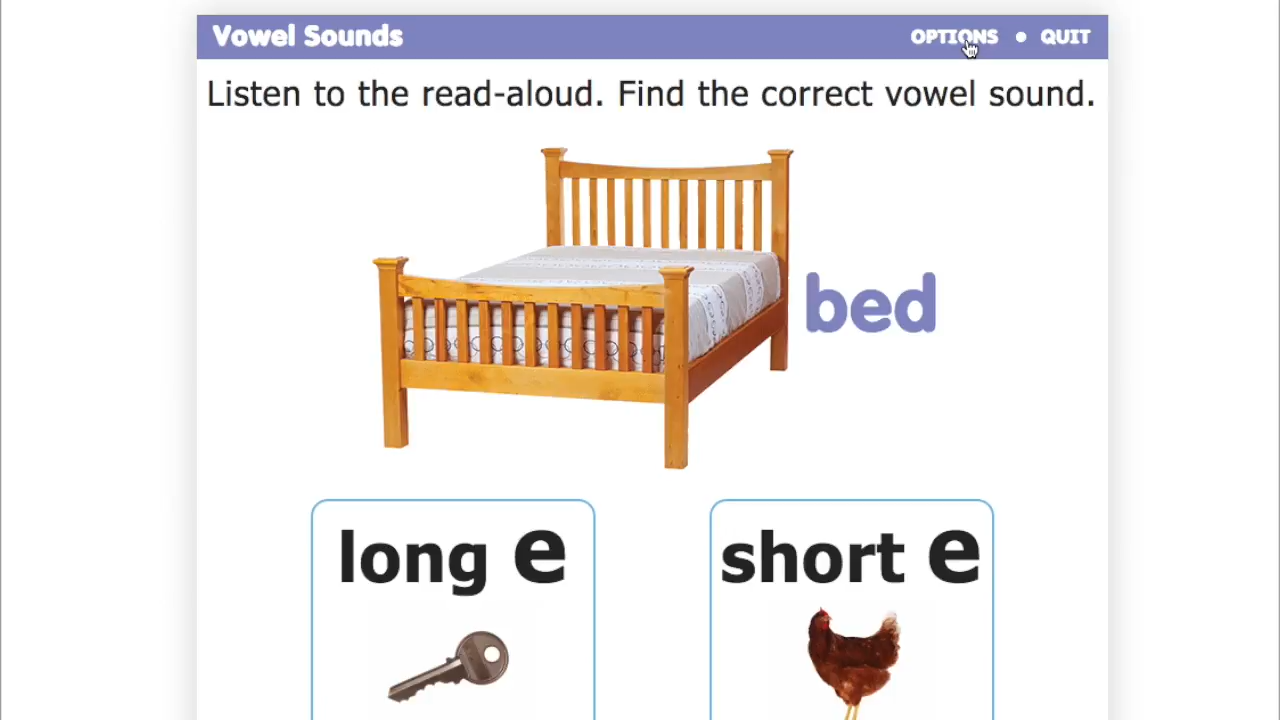 Vowel Sounds OPTIONS • QUIT
Listen to the read-aloud. Find the correct vowel sound.
bed
long e
short e